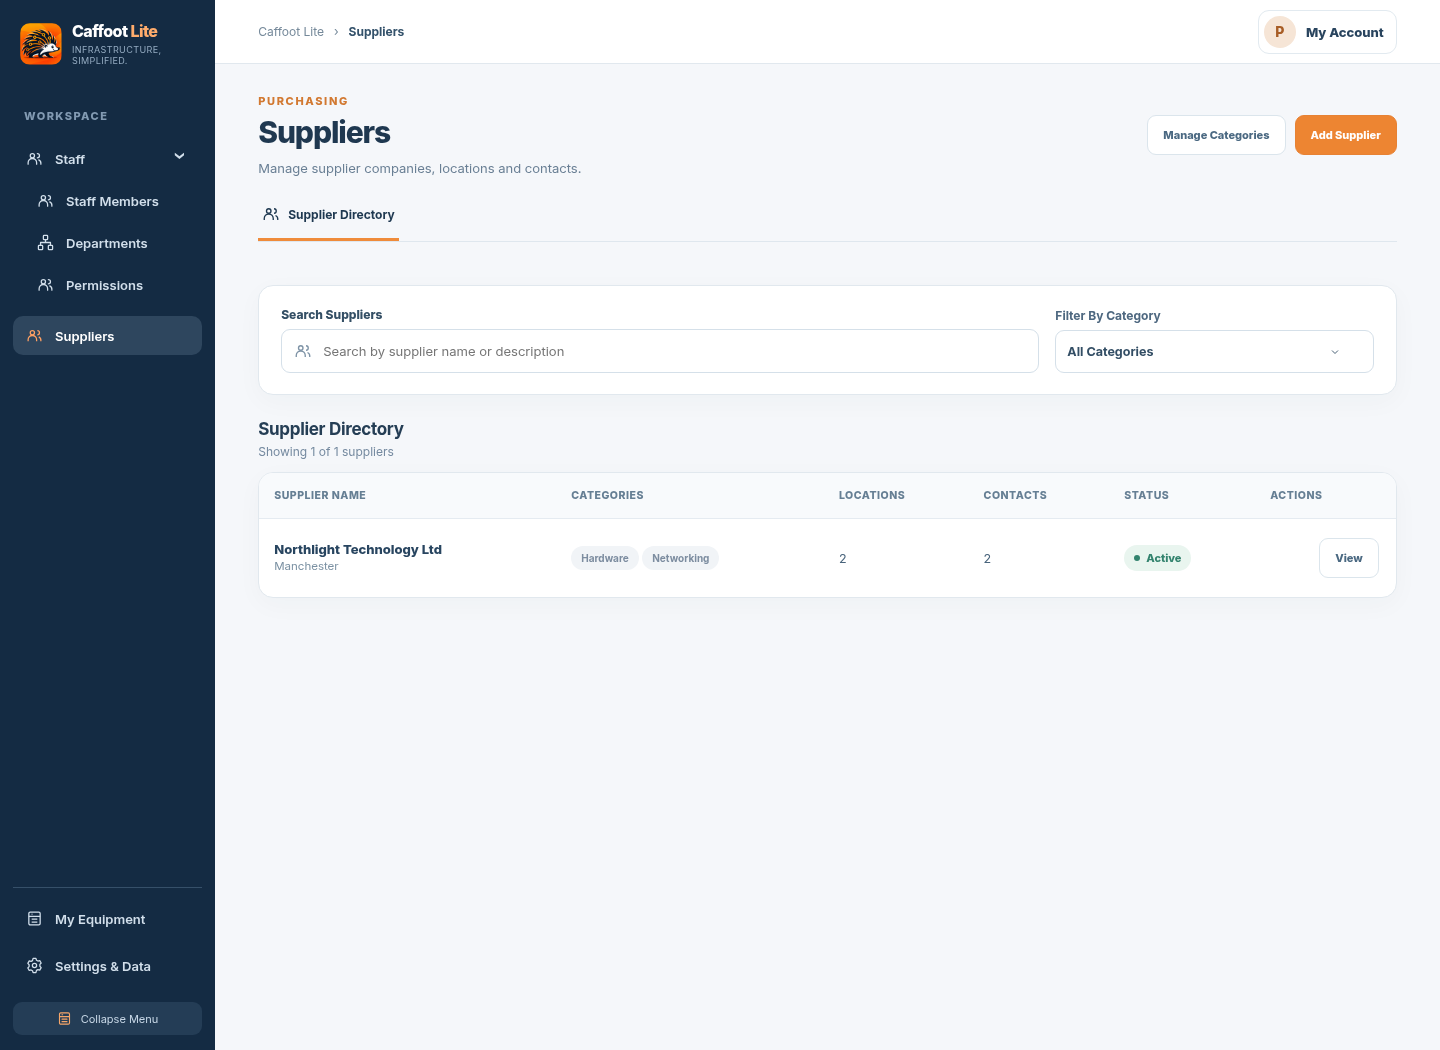 Caffoot Lite
INFRASTRUCTURE,
SIMPLIFIED.
WORKSPACE
Staff
Staff Members
Departments
Permissions
Suppliers
My Equipment
Settings & Data
Collapse Menu
Caffoot Lite › Suppliers
P My Account
PURCHASING
Suppliers
Manage supplier companies, locations and contacts.
Manage Categories Add Supplier
Supplier Directory
Search Suppliers
Search by supplier name or description
Filter By Category
All Categories
Supplier Directory
Showing 1 of 1 suppliers
SUPPLIER NAME CATEGORIES LOCATIONS CONTACTS STATUS ACTIONS
Northlight Technology Ltd
Manchester
Hardware Networking 2 2 Active View